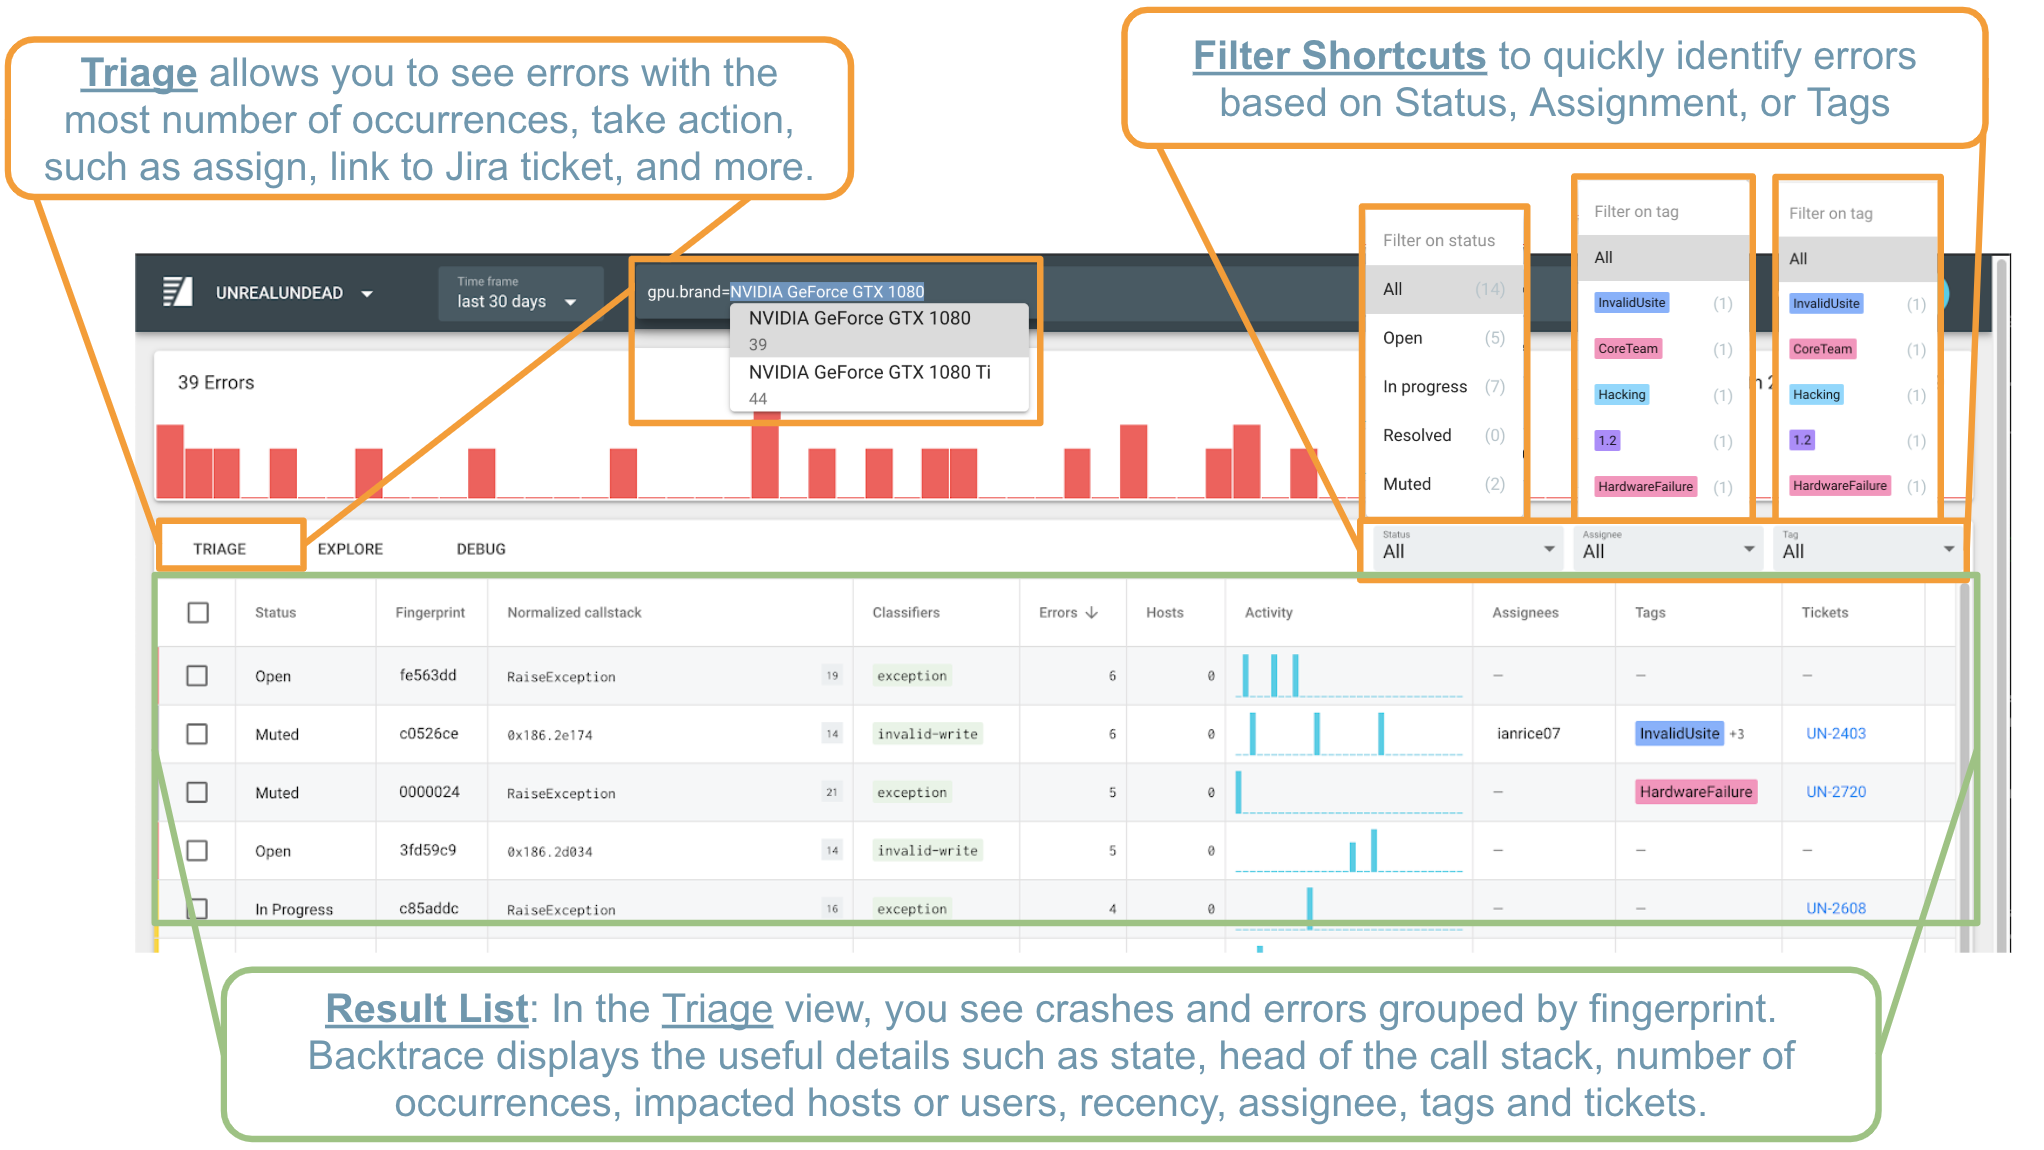 Triage allows you to see errors with the
most number of occurrences, take action,
such as assign, link to Jira ticket, and more.
Filter Shortcuts to quickly identify errors
based on Status, Assignment, or Tags
UNREALUNDEAD
Time frame
last 30 days
gpu.brand=NVIDIA GeForce GTX 1080
NVIDIA GeForce GTX 1080
39
NVIDIA GeForce GTX 1080 Ti
44
39 Errors
Filter on status
All (14)
Open (5)
In progress (7)
Resolved (0)
Muted (2)
Filter on tag
All
InvalidUsite (1)
CoreTeam (1)
Hacking (1)
1.2 (1)
HardwareFailure (1)
Filter on tag
All
InvalidUsite (1)
CoreTeam (1)
Hacking (1)
1.2 (1)
HardwareFailure (1)
TRIAGE EXPLORE DEBUG
Status
All
Assignee
All
Tag
All
Status Fingerprint Normalized callstack Classifiers Errors ↓ Hosts Activity Assignees Tags Tickets
Open fe563dd RaiseException 19 exception 6 0 – – –
Muted c0526ce 0x186.2e174 14 invalid-write 6 0 ianrice07 InvalidUsite +3 UN-2403
Muted 0000024 RaiseException 21 exception 5 0 – HardwareFailure UN-2720
Open 3fd59c9 0x186.2d034 14 invalid-write 5 0 – – –
In Progress c85addc RaiseException 16 exception 4 0 – – UN-2608
Result List: In the Triage view, you see crashes and errors grouped by fingerprint.
Backtrace displays the useful details such as state, head of the call stack, number of
occurrences, impacted hosts or users, recency, assignee, tags and tickets.